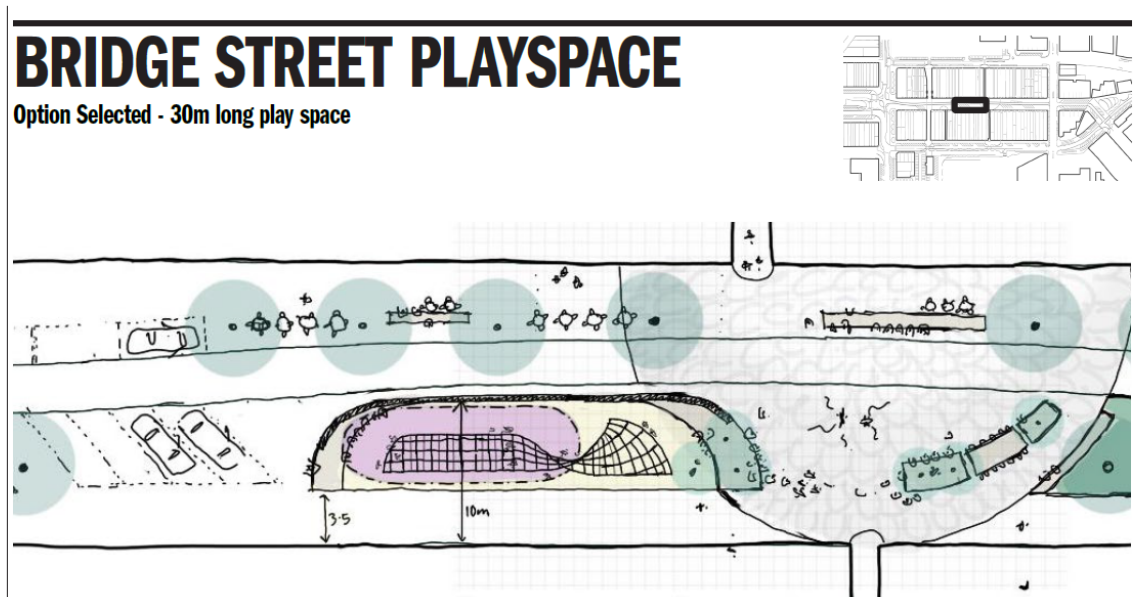 BRIDGE STREET PLAYSPACE
Option Selected - 30m long play space
3.5
10m